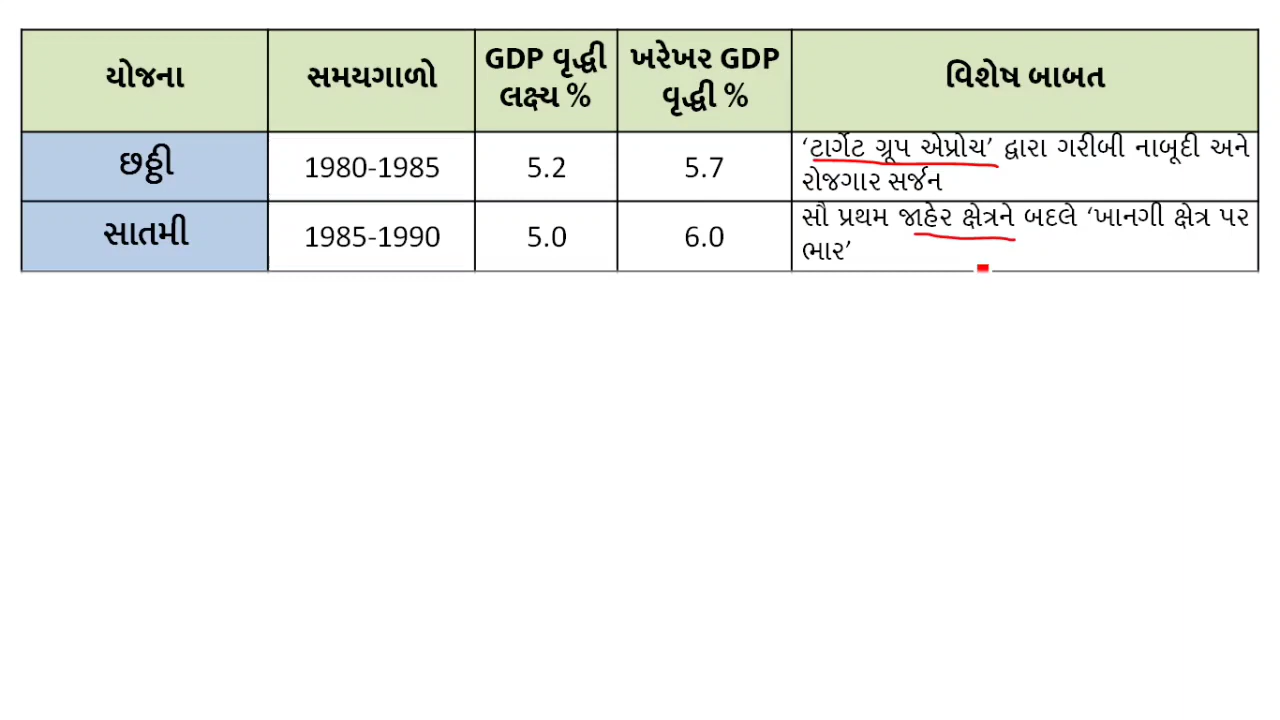 યોજના સમયગાળો GDP વૃદ્ધી લક્ષ્ય % ખરેખર GDP વૃદ્ધી % વિશેષ બાબત
છઠ્ઠી 1980-1985 5.2 5.7 ‘ટાર્ગેટ ગ્રૂપ એપ્રોચ’ દ્વારા ગરીબી નાબૂદી અને
રોજગાર સર્જન
સાતમી 1985-1990 5.0 6.0 સૌ પ્રથમ જાહેર ક્ષેત્રને બદલે ‘ખાનગી ક્ષેત્ર પર
ભાર’